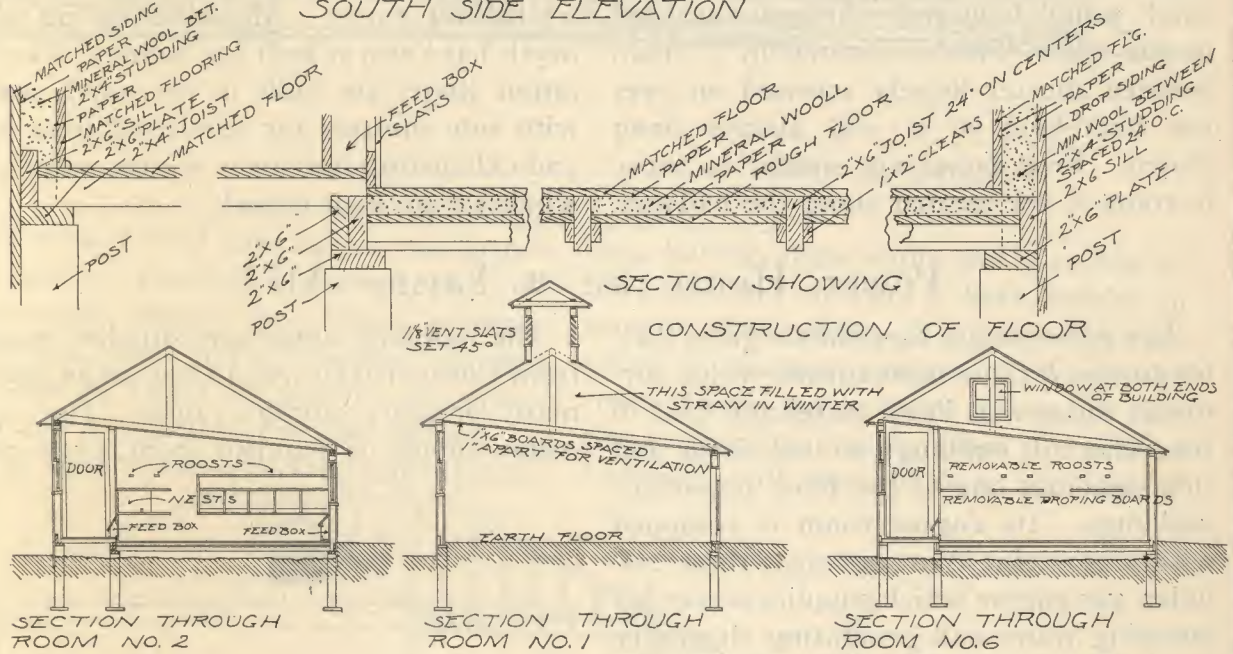 SOUTH SIDE ELEVATION
MATCHED SIDING
PAPER
MINERAL WOOL BET.
2"X4" STUDDING
PAPER
MATCHED FLOORING
2"X6" SILL
2"X6" PLATE
2"X4" JOIST
MATCHED FLOOR
POST
FEED BOX
SLATS
2"X6"
2"X6"
2"X6"
POST
MATCHED FLOOR
PAPER
MINERAL WOOL
PAPER
ROUGH FLOOR
2"X6" JOIST 24" ON CENTERS
1"X2" CLEATS
MATCHED F'G.
PAPER
DROP SIDING
MIN. WOOL BETWEEN
2"X4" STUDDING
SPACED 24" O.C.
2"X6 SILL
2"X6" PLATE
POST
SECTION SHOWING
CONSTRUCTION OF FLOOR
1/8" VENT SLATS
SET 45°
THIS SPACE FILLED WITH
STRAW IN WINTER
1"X6" BOARDS SPACED
1" APART FOR VENTILATION
EARTH FLOOR
SECTION THROUGH
ROOM NO. 1
DOOR
ROOSTS
NESTS
FEED BOX
FEED BOX
SECTION THROUGH
ROOM NO. 2
WINDOW AT BOTH ENDS
OF BUILDING
DOOR
REMOVABLE ROOSTS
REMOVABLE DROPING BOARDS
SECTION THROUGH
ROOM NO. 6